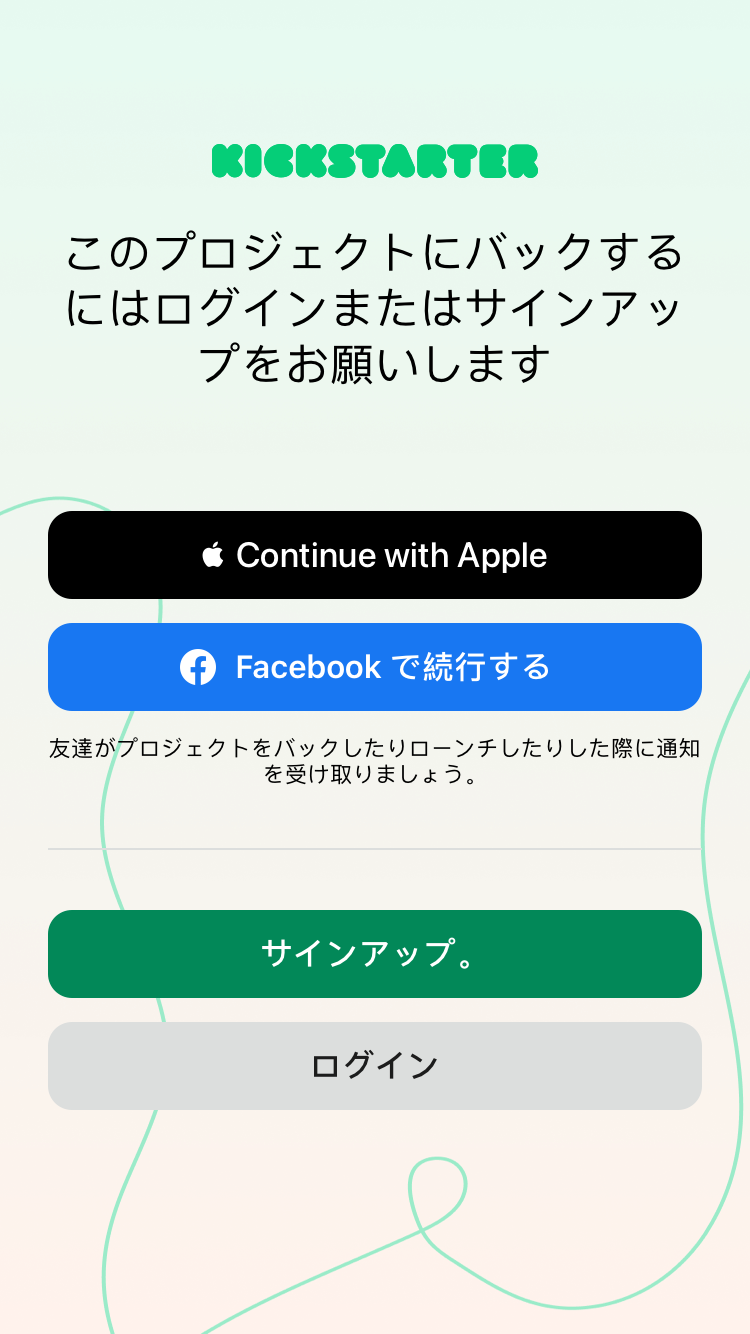 KICKSTARTER
このプロジェクトにバックする
にはログインまたはサインアッ
プをお願いします
Continue with Apple
Facebook で続行する
友達がプロジェクトをバックしたりローンチしたりした際に通知
を受け取りましょう。
サインアップ。
ログイン